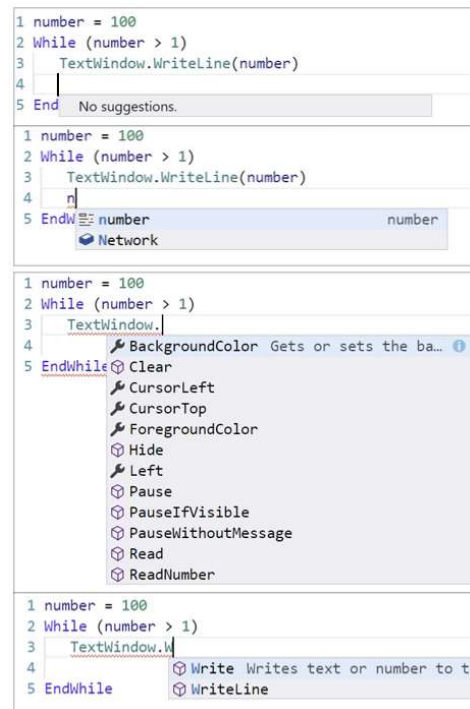 1 number = 100
2 While (number > 1)
3 TextWindow.WriteLine(number)
4
5 End No suggestions.
1 number = 100
2 While (number > 1)
3 TextWindow.WriteLine(number)
4 n
5 EndW number number
Network
1 number = 100
2 While (number > 1)
3 TextWindow.
4 BackgroundColor Gets or sets the ba...
5 EndWhile Clear
CursorLeft
CursorTop
ForegroundColor
Hide
Left
Pause
PauseIfVisible
PauseWithoutMessage
Read
ReadNumber
1 number = 100
2 While (number > 1)
3 TextWindow.W
4 Write Writes text or number to t
5 EndWhile WriteLine